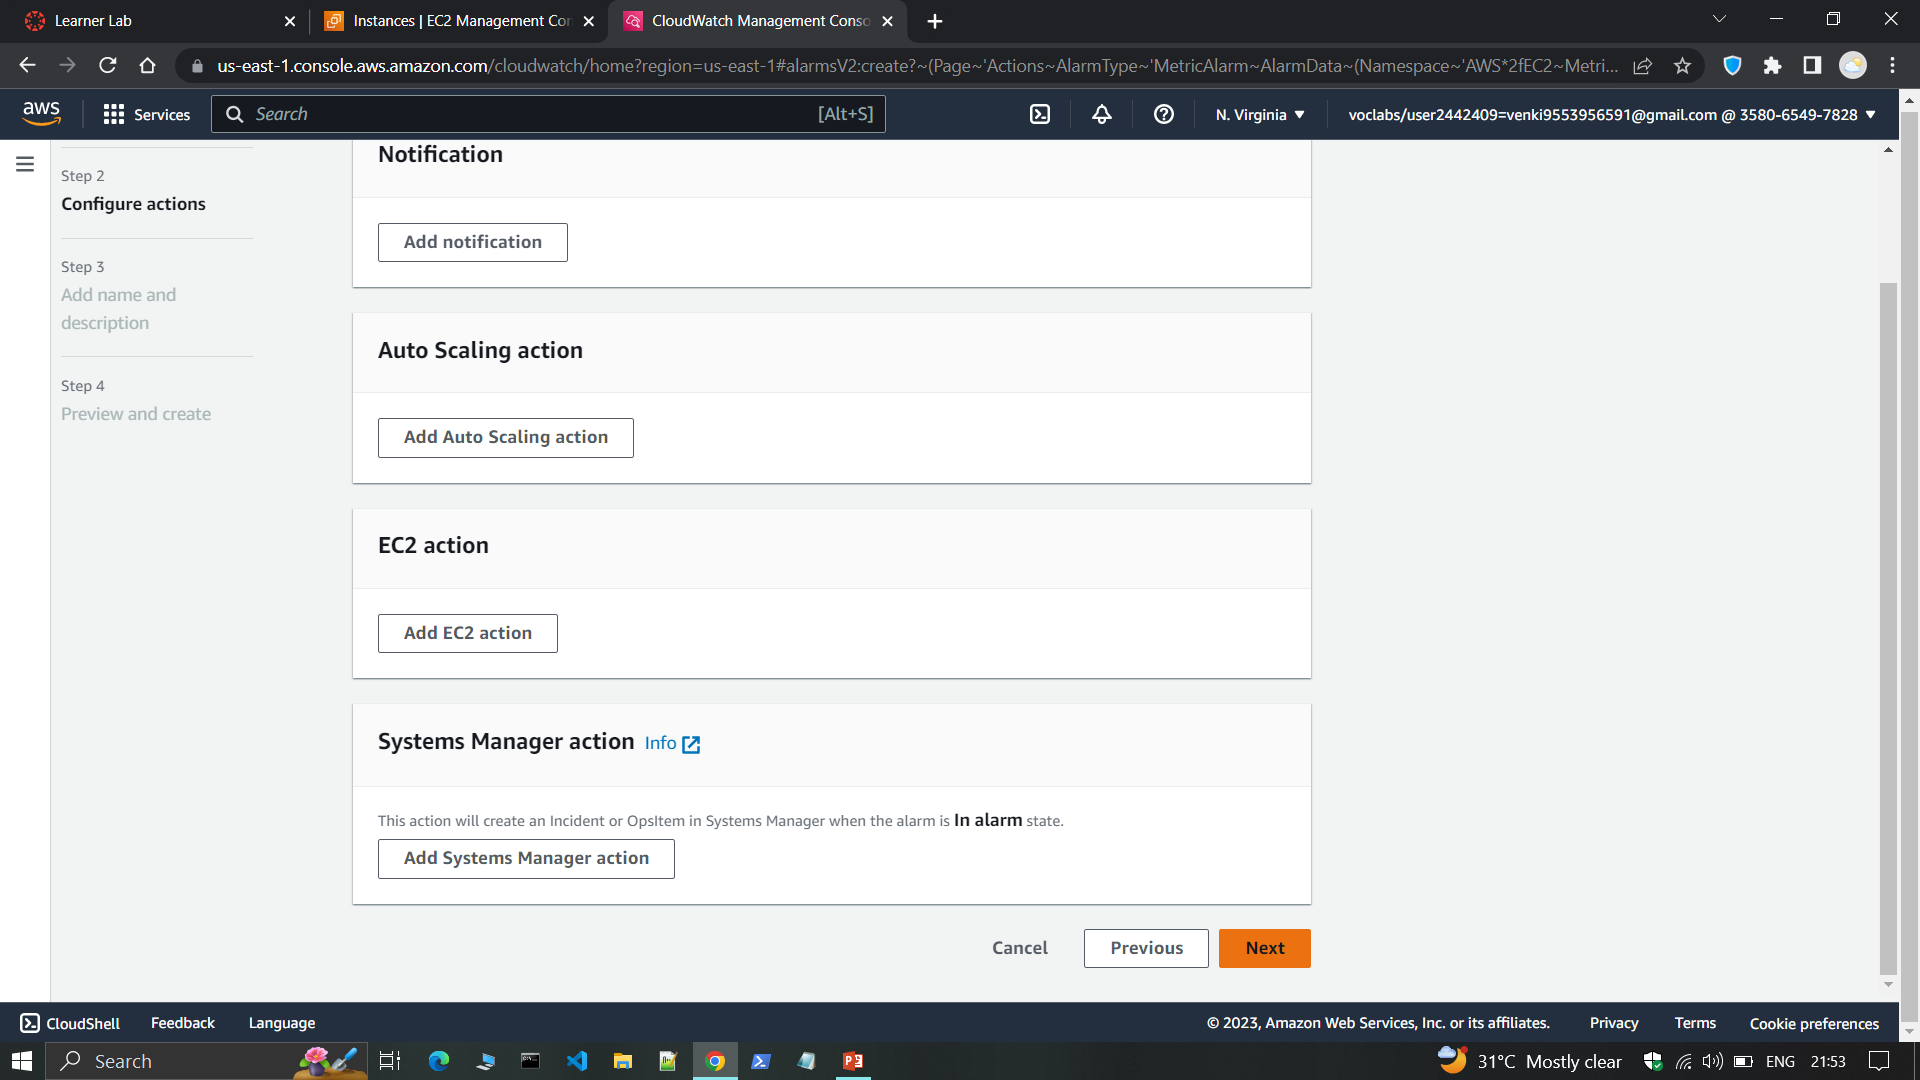 Learner Lab
Instances | EC2 Management Con
CloudWatch Management Conso
us-east-1.console.aws.amazon.com/cloudwatch/home?region=us-east-1#alarmsV2:create?~(Page~'Actions~AlarmType~'MetricAlarm~AlarmData~(Namespace~'AWS*2fEC2~Metri...
aws
Services
Search
[Alt+S]
N. Virginia
voclabs/user2442409=venki9553956591@gmail.com @ 3580-6549-7828
Step 2
Configure actions
Step 3
Add name and
description
Step 4
Preview and create
Notification
Add notification
Auto Scaling action
Add Auto Scaling action
EC2 action
Add EC2 action
Systems Manager action Info
This action will create an Incident or OpsItem in Systems Manager when the alarm is In alarm state.
Add Systems Manager action
Cancel
Previous
Next
CloudShell
Feedback
Language
© 2023, Amazon Web Services, Inc. or its affiliates.
Privacy
Terms
Cookie preferences
Search
31°C Mostly clear
ENG
21:53